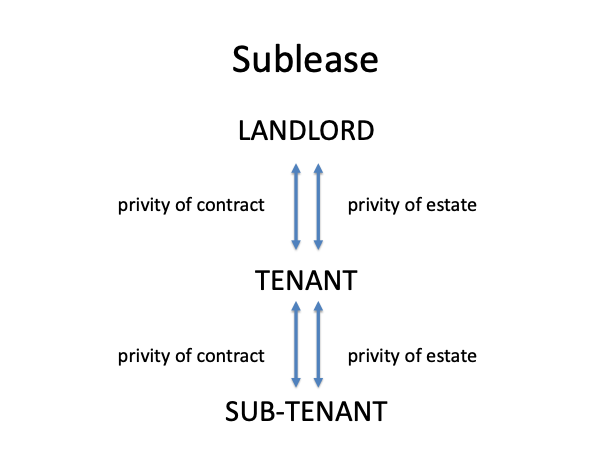 Sublease
LANDLORD
privity of contract privity of estate
TENANT
privity of contract privity of estate
SUB-TENANT